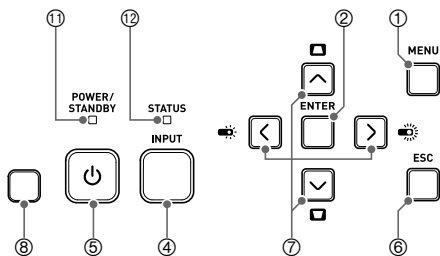 ⑪ ⑫ ② ①
MENU
POWER/
STANDBY
STATUS
ENTER
INPUT
ESC
⑧ ⑤ ④ ⑦ ⑥